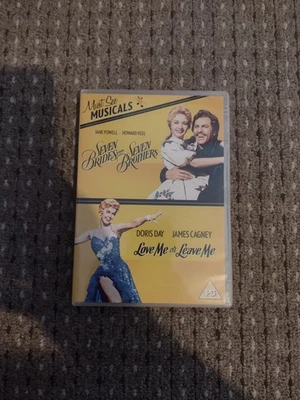 Must See
MUSICALS
JANE POWELL HOWARD KEEL
SEVEN
BRIDES FOR SEVEN
BROTHERS
DORIS DAY JAMES CAGNEY
Love Me or Leave Me
PG